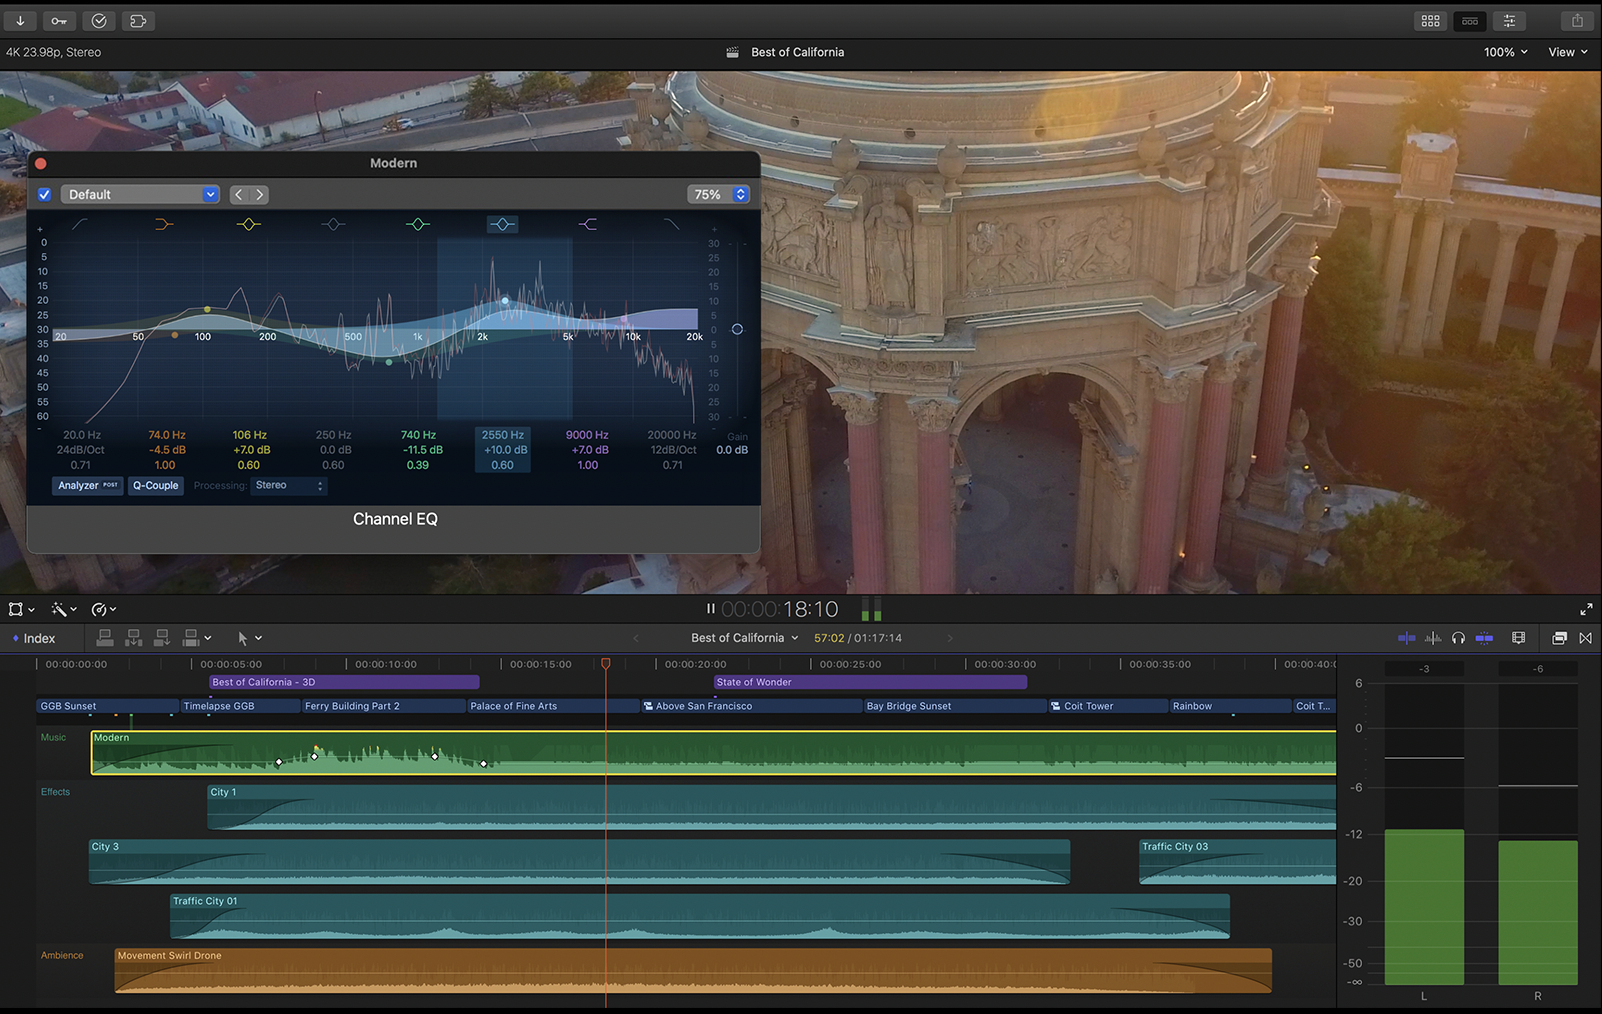 4K 23.98p, Stereo
Best of California
100%
View
Modern
Default
75%
+
+
0
30
5
25
10
20
15
15
20
10
25
5
30
0
20
50
100
200
500
1k
2k
5k
10k
20k
35
5
40
10
45
15
50
20
55
25
60
30
-
-
20.0 Hz
74.0 Hz
106 Hz
250 Hz
740 Hz
2550 Hz
9000 Hz
20000 Hz
Gain
24dB/Oct
-4.5 dB
+7.0 dB
0.0 dB
-11.5 dB
+10.0 dB
+7.0 dB
12dB/Oct
0.0 dB
0.71
1.00
0.60
0.60
0.39
0.60
1.00
0.71
Analyzer POST
Q-Couple
Processing:
Stereo
Channel EQ
00:00:18:10
Index
Best of California
57:02 / 01:17:14
00:00:00:00
00:00:05:00
00:00:10:00
00:00:15:00
00:00:20:00
00:00:25:00
00:00:30:00
00:00:35:00
00:00:40:0
Best of California - 3D
State of Wonder
GGB Sunset
Timelapse GGB
Ferry Building Part 2
Palace of Fine Arts
Above San Francisco
Bay Bridge Sunset
Coit Tower
Rainbow
Coit T...
Music
Modern
Effects
City 1
City 3
Traffic City 03
Traffic City 01
Ambience
Movement Swirl Drone
-3
-6
6
0
-6
-12
-20
-30
-50
-∞
L
R